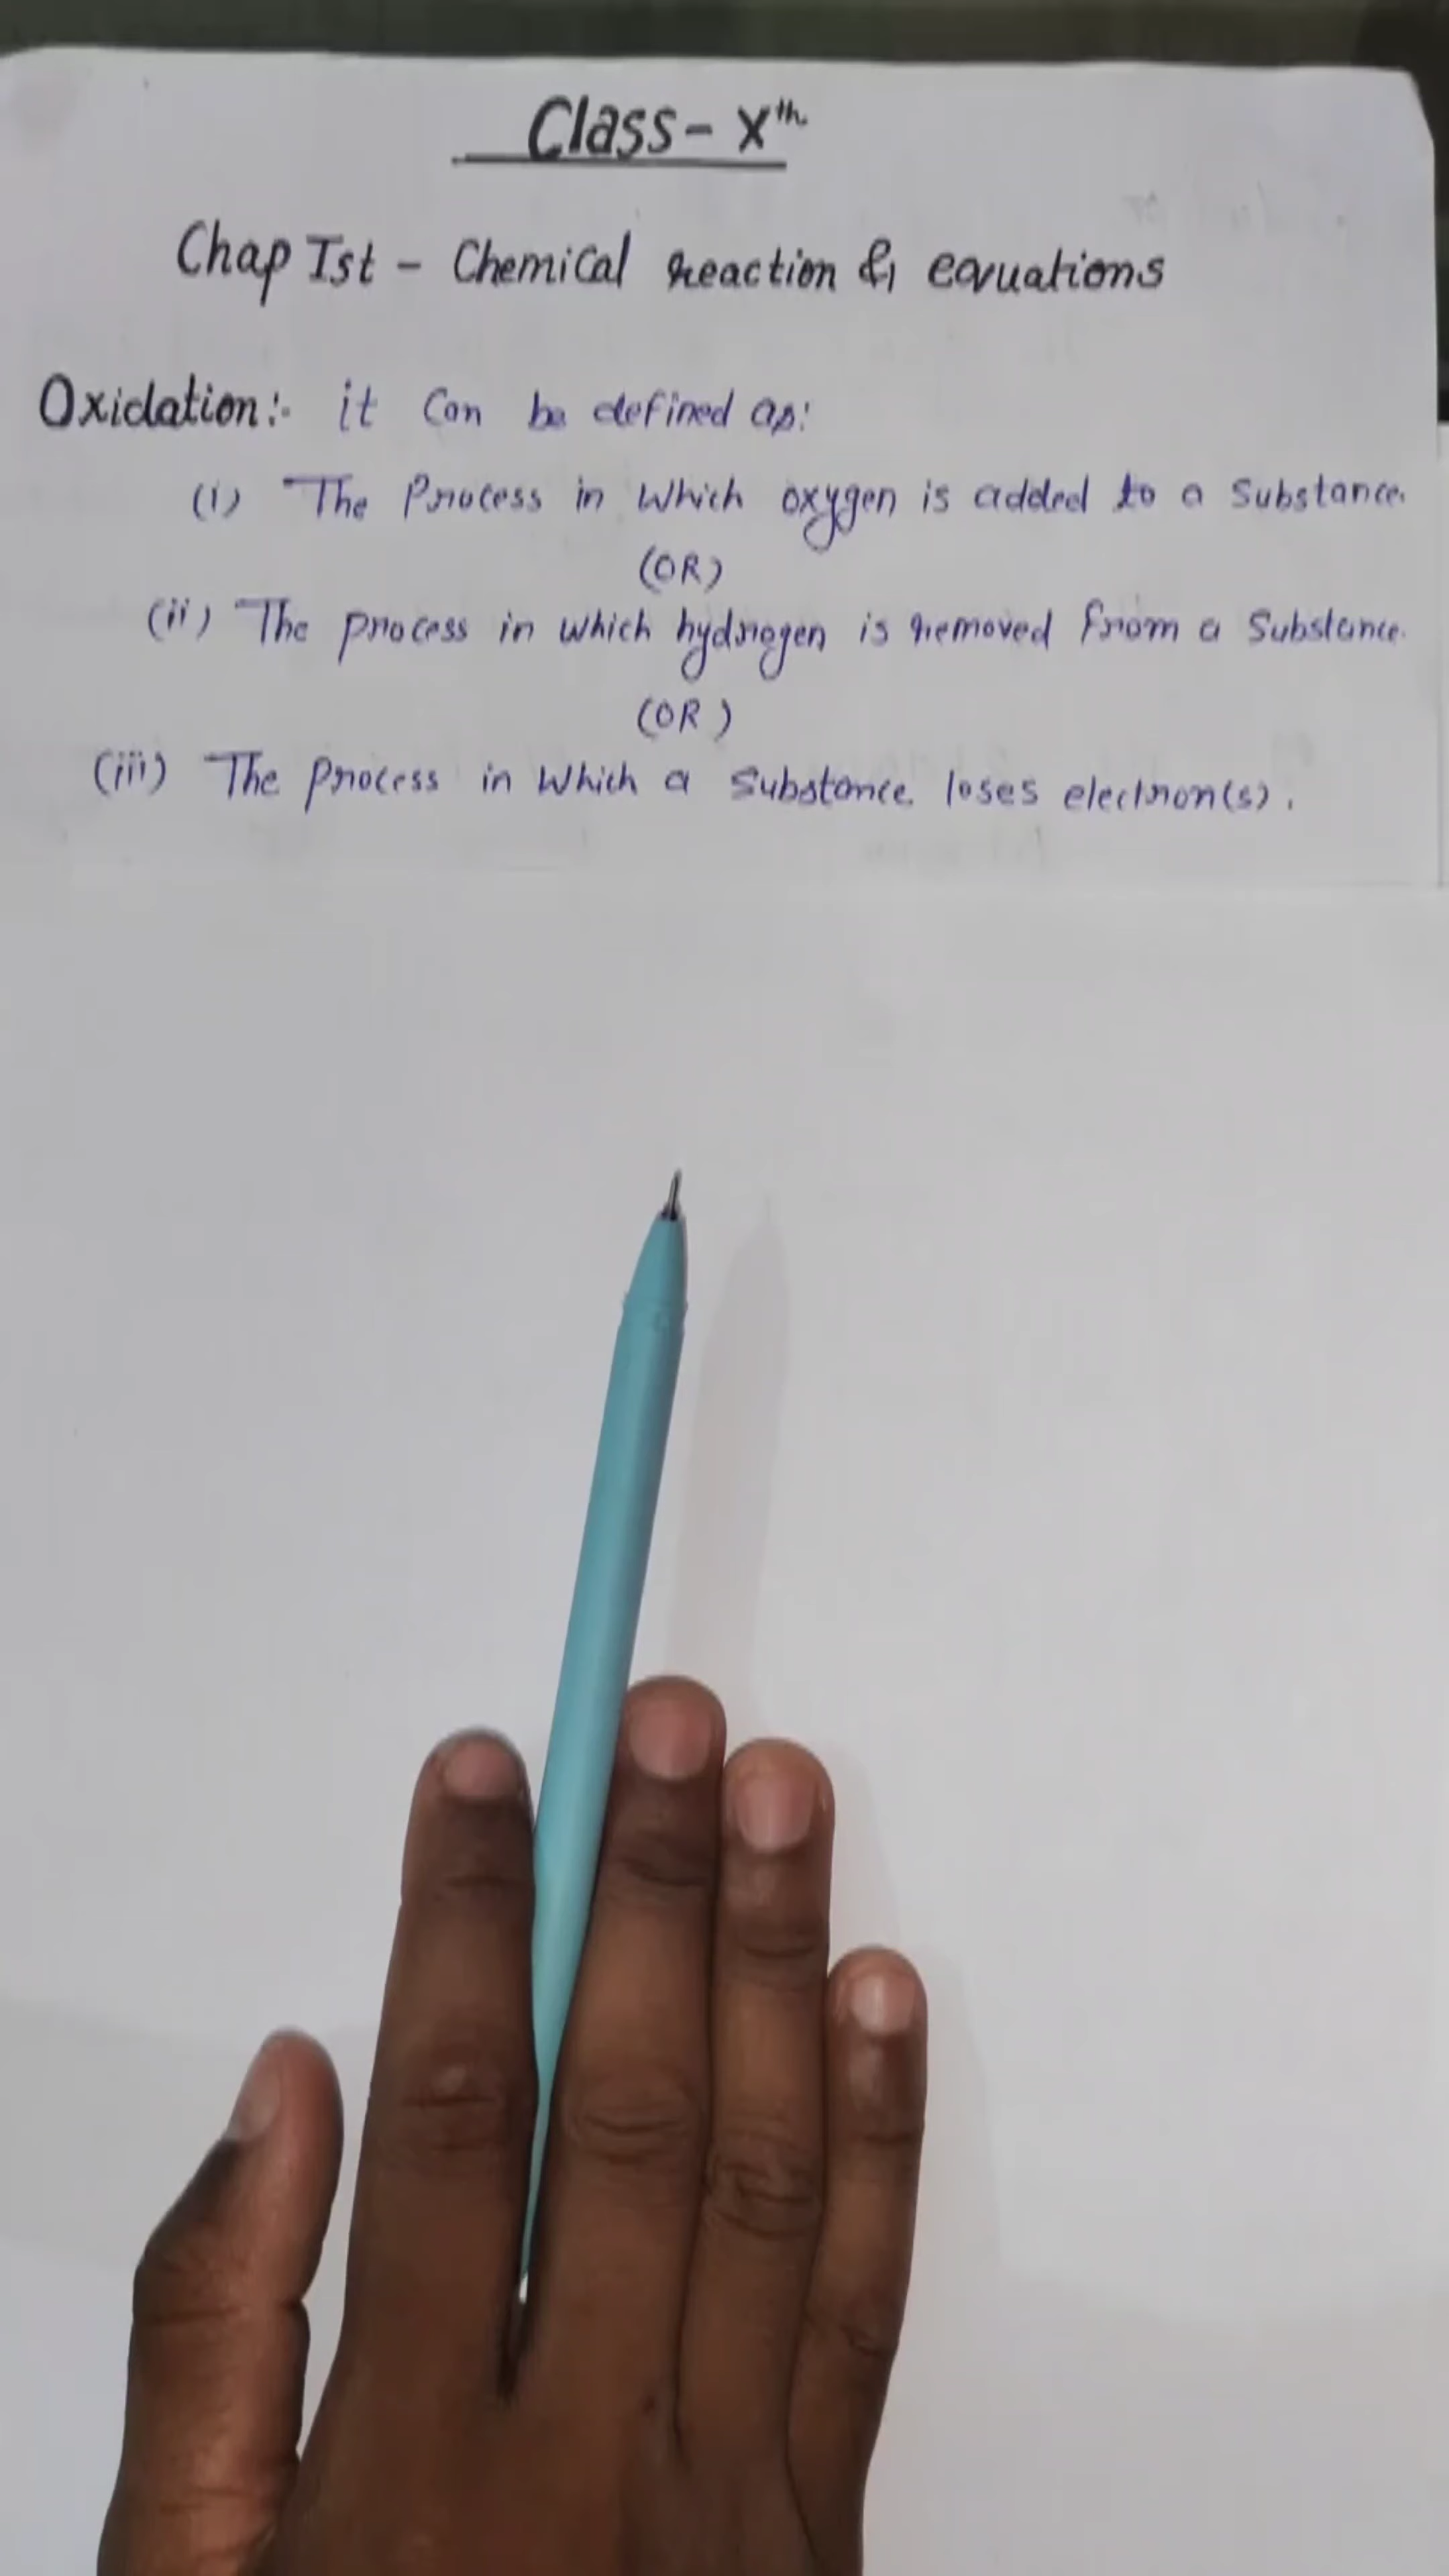 Class - Xth
Chap Ist - Chemical reaction & equations
Oxidation:- it Can be defined as:
(i) The Process in Which oxygen is added to a Substance.
(OR)
(ii) The process in which hydrogen is removed from a Substance.
(OR)
(iii) The process in Which a Substance loses electron(s).